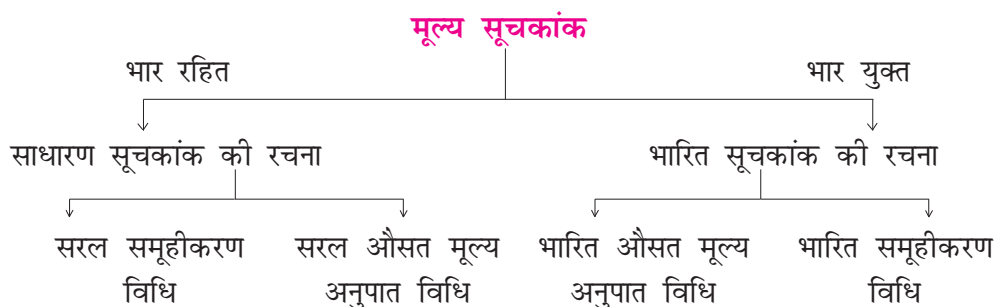 मूल्य सूचकांक
भार रहित भार युक्त
साधारण सूचकांक की रचना भारित सूचकांक की रचना
सरल समूहीकरण सरल औसत मूल्य भारित औसत मूल्य भारित समूहीकरण
विधि अनुपात विधि अनुपात विधि विधि